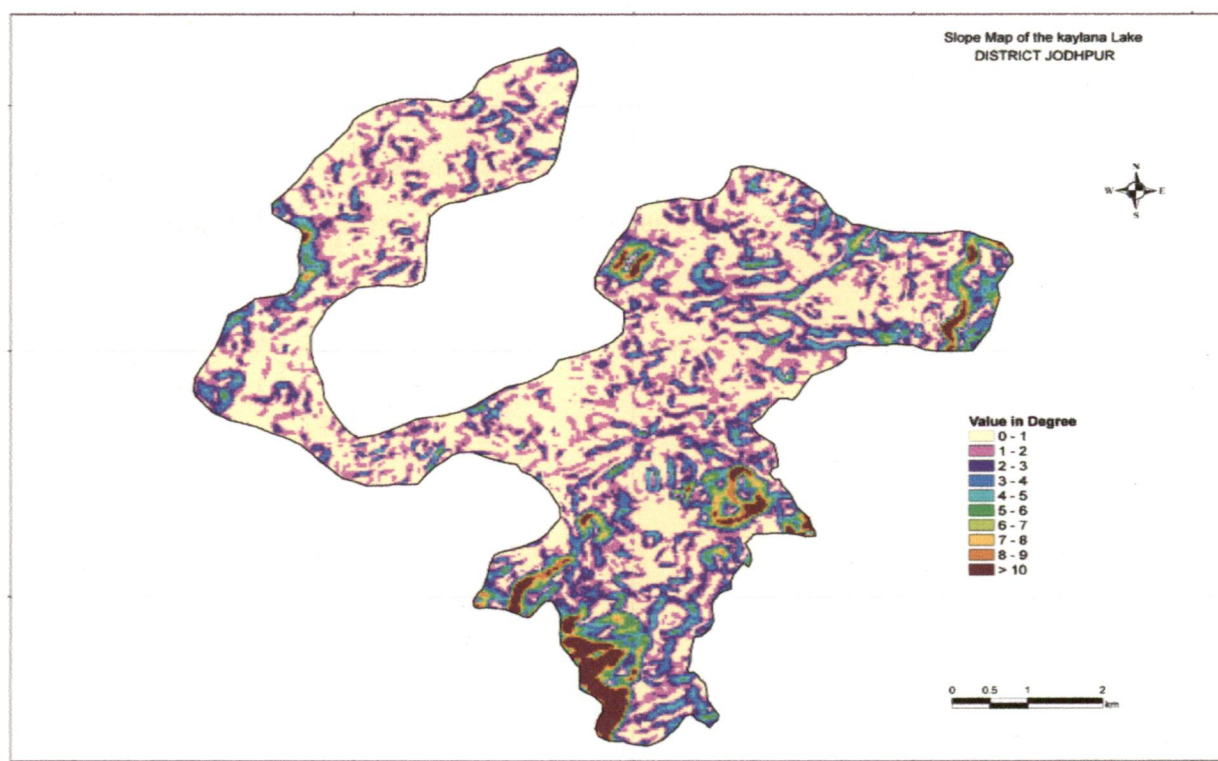 Slope Map of the kaylana Lake
DISTRICT JODHPUR
N
W E
S
Value in Degree
0 - 1
1 - 2
2 - 3
3 - 4
4 - 5
5 - 6
6 - 7
7 - 8
8 - 9
> 10
0 0.5 1 2
km